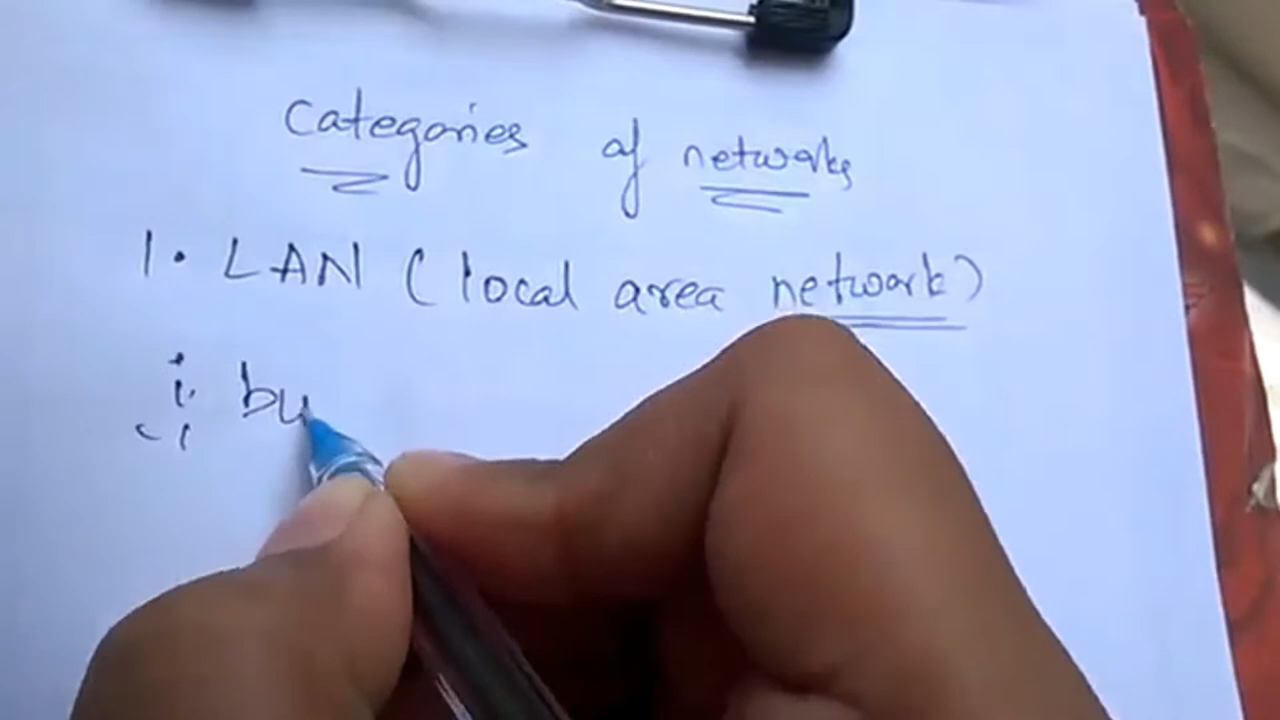 Categories of networks
1. LAN (local area network)
i. bu